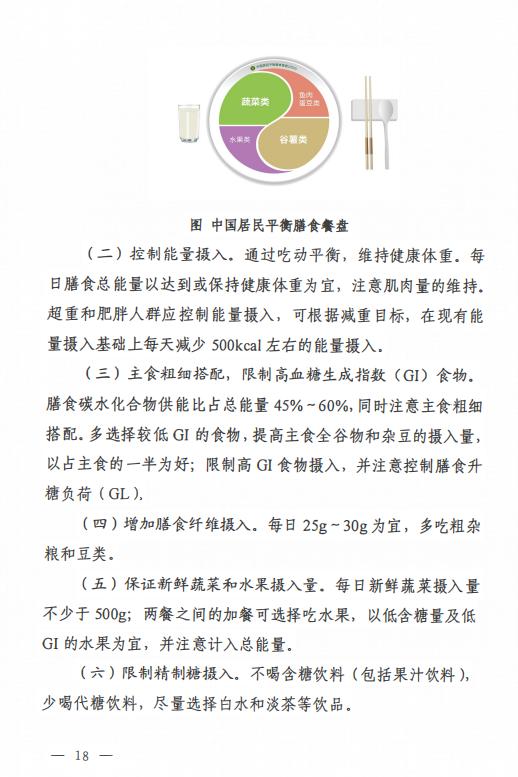 蔬菜类
鱼肉
蛋豆类
水果类
谷薯类
图 中国居民平衡膳食餐盘
（二）控制能量摄入。通过吃动平衡，维持健康体重。每
日膳食总能量以达到或保持健康体重为宜，注意肌肉量的维持。
超重和肥胖人群应控制能量摄入，可根据减重目标，在现有能
量摄入基础上每天减少 500kcal 左右的能量摄入。
（三）主食粗细搭配，限制高血糖生成指数（GI）食物。
膳食碳水化合物供能比占总能量 45%～60%，同时注意主食粗细
搭配。多选择较低 GI 的食物，提高主食全谷物和杂豆的摄入量，
以占主食的一半为好；限制高 GI 食物摄入，并注意控制膳食升
糖负荷（GL）。
（四）增加膳食纤维摄入。每日 25g～30g 为宜，多吃粗杂
粮和豆类。
（五）保证新鲜蔬菜和水果摄入量。每日新鲜蔬菜摄入量
不少于 500g；两餐之间的加餐可选择吃水果，以低含糖量及低
GI 的水果为宜，并注意计入总能量。
（六）限制精制糖摄入。不喝含糖饮料（包括果汁饮料），
少喝代糖饮料，尽量选择白水和淡茶等饮品。
— 18 —